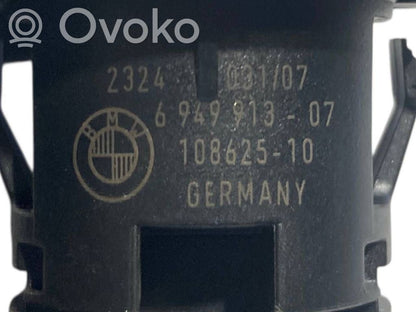 Ovoko
2324 031/07
6 949 913 - 07
BMW
108625-10
GERMANY